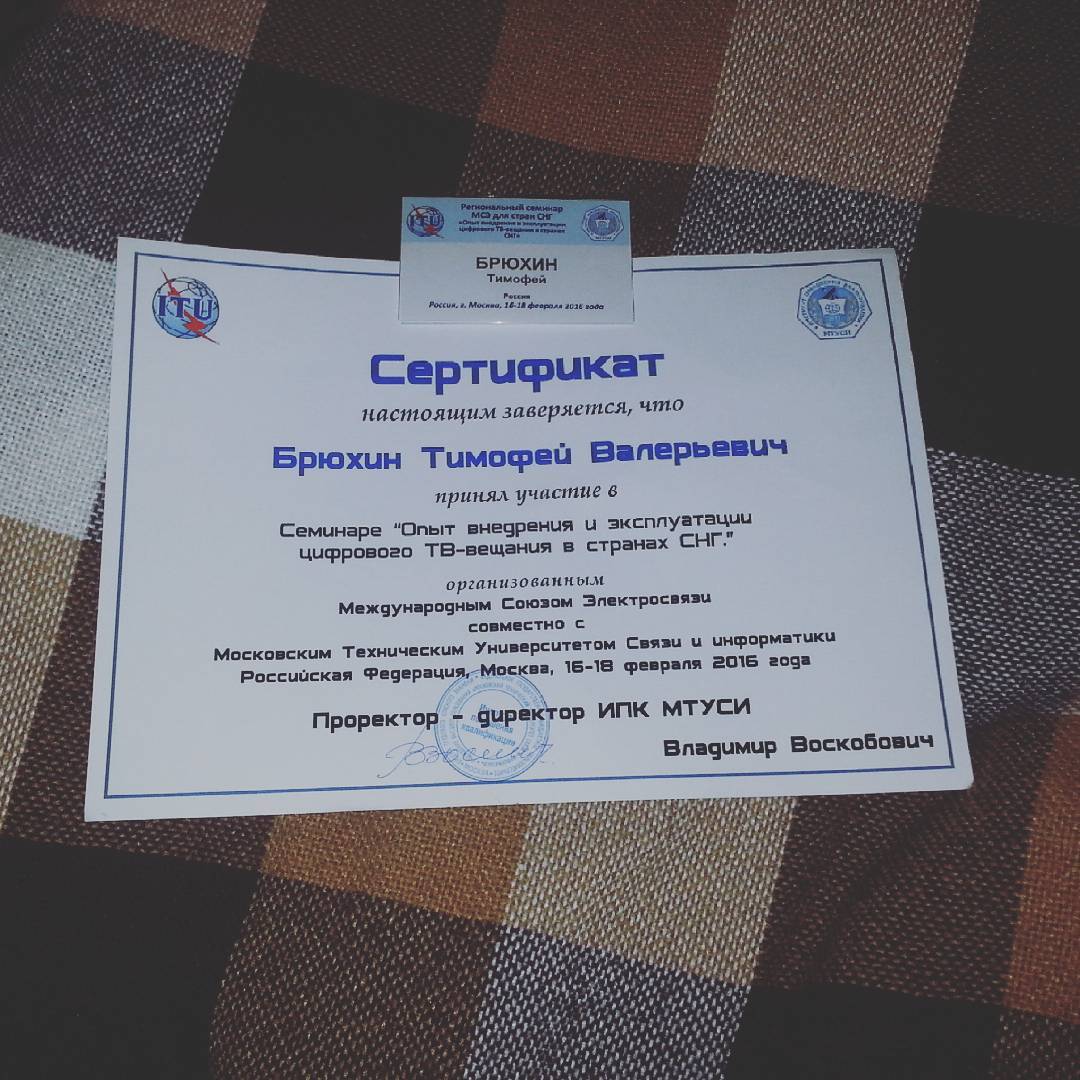 ITU
Региональный семинар
МСЭ для стран СНГ
«Опыт внедрения и эксплуатации
цифрового ТВ-вещания в странах
СНГ»
МТУСИ
БРЮХИН
Тимофей
Россия
Россия, г. Москва, 16-18 февраля 2016 года
ITU
МТУСИ
Сертификат
настоящим заверяется, что
Брюхин Тимофей Валерьевич
принял участие в
Семинаре “Опыт внедрения и эксплуатации
цифрового ТВ-вещания в странах СНГ.”
организованным
Международным Союзом Электросвязи
совместно с
Московским Техническим Университетом Связи и информатики
Российская Федерация, Москва, 16-18 февраля 2016 года
Проректор – директор ИПК МТУСИ
повышения
квалификации
Владимир Воскобович